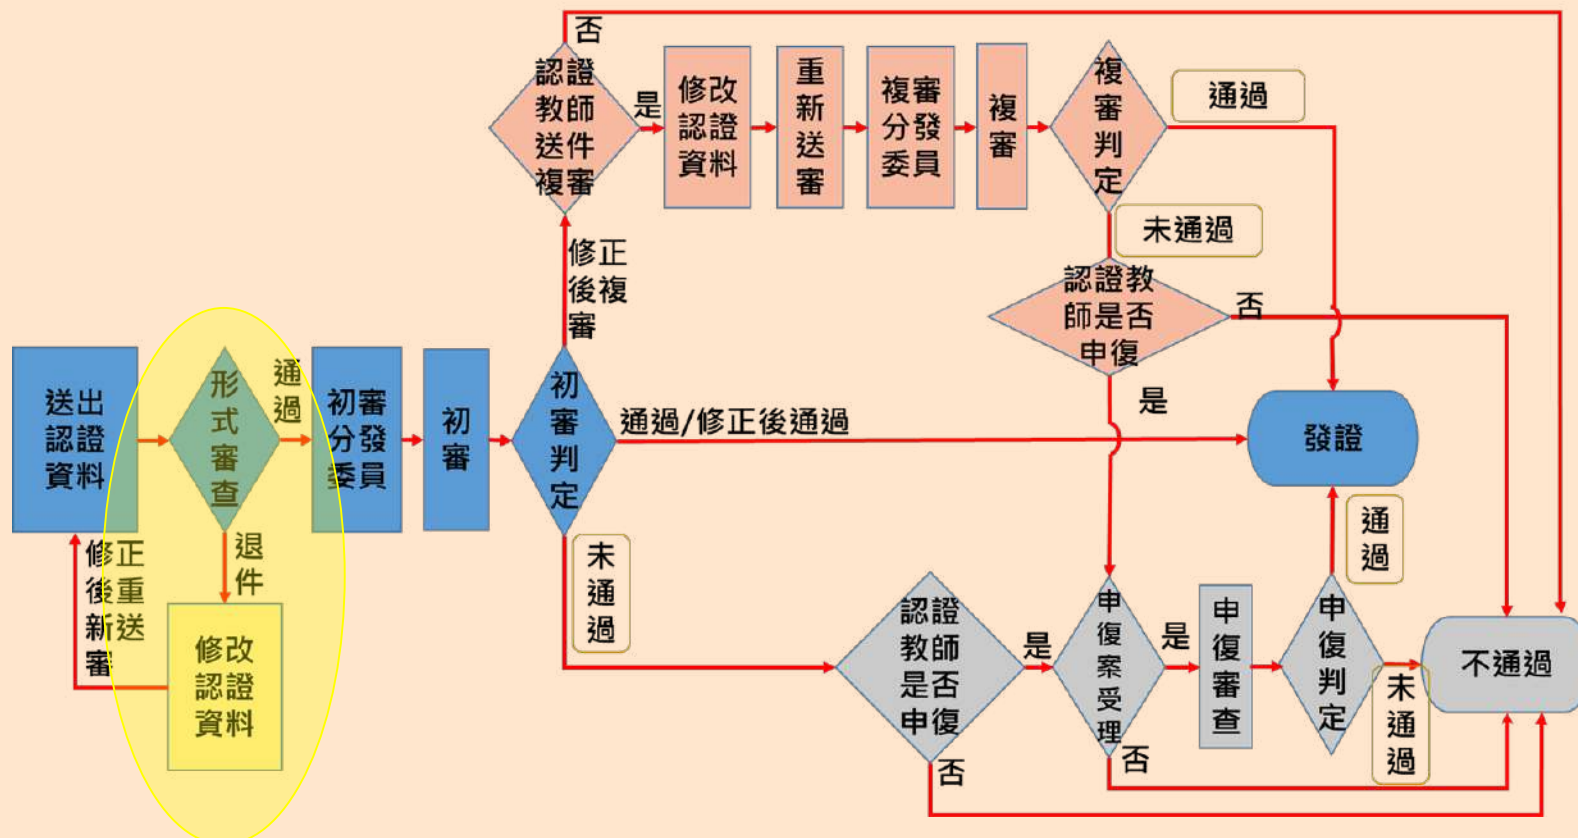 否
認證
教師
送件
複審
是
修改
認證
資料
重
新
送
審
複審
分發
委員
複
審
複
審
判
定
通過
未通過
修正
後複
審
認證教
師是否
申復
否
是
送出
認證
資料
形
式
審
查
通
過
初審
分發
委員
初
審
初
審
判
定
通過/修正後通過
發證
退
件
修正
後重
新送
審
修改
認證
資料
未
通
過
認證
教師
是否
申復
是
否
申
復
案
受
理
是
否
申
復
審
查
申
復
判
定
通
過
未
通
過
不通過